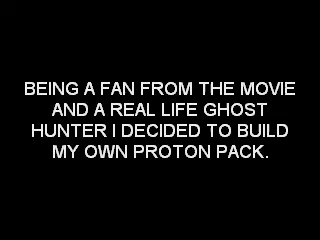 BEING A FAN FROM THE MOVIE
AND A REAL LIFE GHOST
HUNTER I DECIDED TO BUILD
MY OWN PROTON PACK.